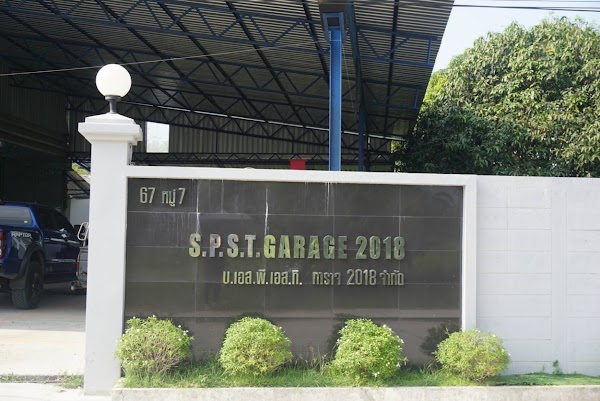 67 หมู่ 7
S.P.S.T.GARAGE 2018
บ.เอส.พี.เอส.ที. การาจ 2018 จำกัด
RAPTOR